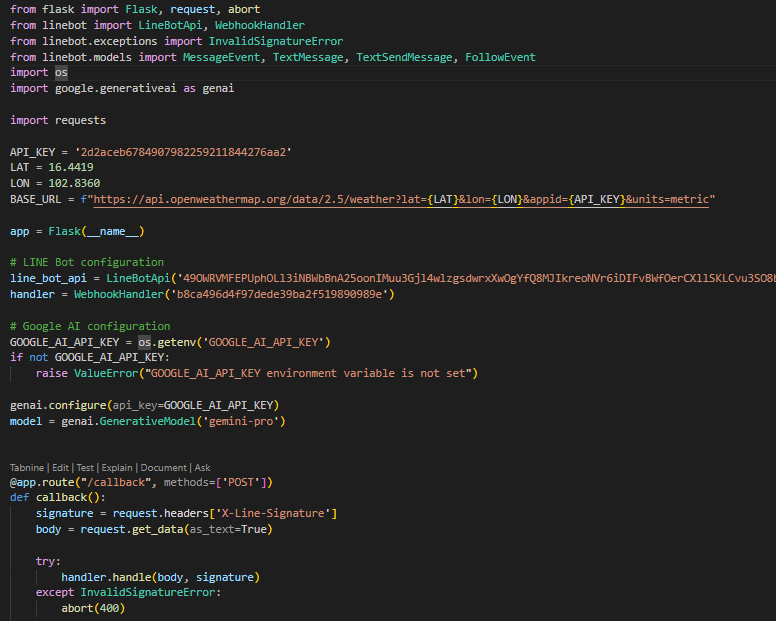 from flask import Flask, request, abort
from linebot import LineBotApi, WebhookHandler
from linebot.exceptions import InvalidSignatureError
from linebot.models import MessageEvent, TextMessage, TextSendMessage, FollowEvent
import os
import google.generativeai as genai
import requests
API_KEY = '2d2aceb6784907982259211844276aa2'
LAT = 16.4419
LON = 102.8360
BASE_URL = f"https://api.openweathermap.org/data/2.5/weather?lat={LAT}&lon={LON}&appid={API_KEY}&units=metric"
app = Flask(__name__)
# LINE Bot configuration
line_bot_api = LineBotApi('
handler = WebhookHandler('b8ca496d4f97dede39ba2f519890989e')
# Google AI configuration
GOOGLE_AI_API_KEY = os.getenv('GOOGLE_AI_API_KEY')
if not GOOGLE_AI_API_KEY:
    raise ValueError("GOOGLE_AI_API_KEY environment variable is not set")
genai.configure(api_key=GOOGLE_AI_API_KEY)
model = genai.GenerativeModel('gemini-pro')
Tabnine | Edit | Test | Explain | Document | Ask
@app.route("/callback", methods=['POST'])
def callback():
    signature = request.headers['X-Line-Signature']
    body = request.get_data(as_text=True)
    try:
        handler.handle(body, signature)
    except InvalidSignatureError:
        abort(400)